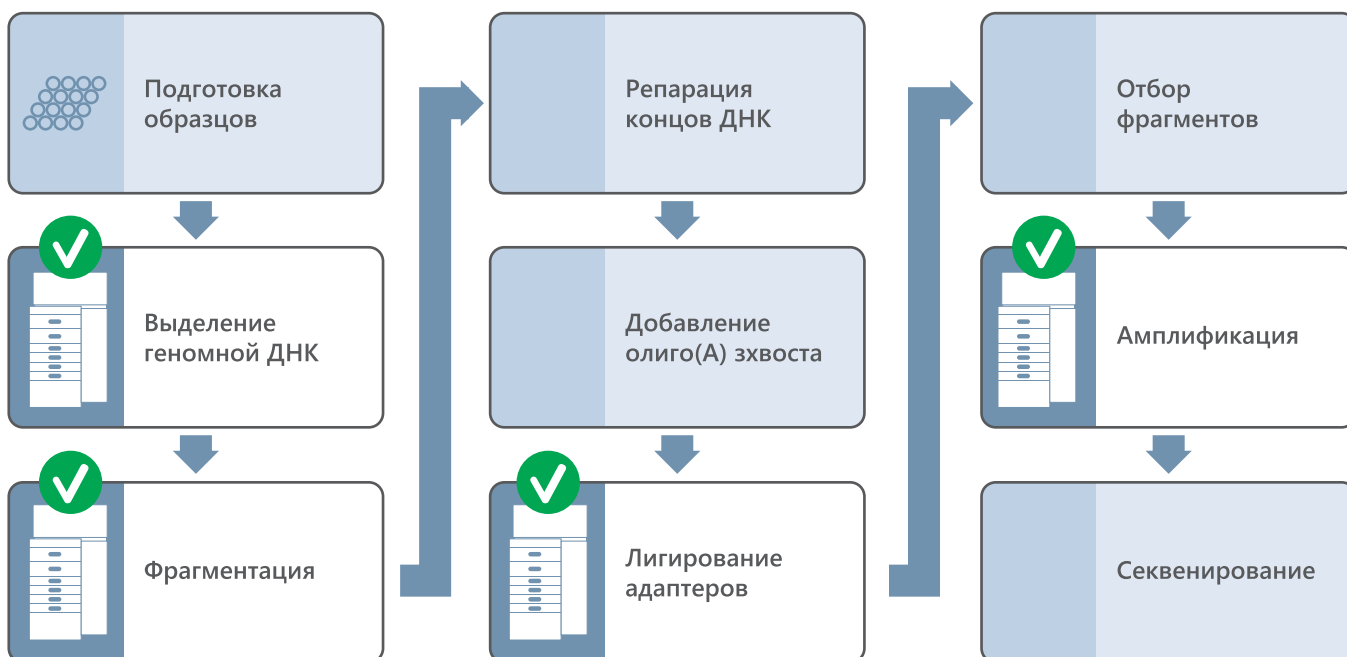 Подготовка
образцов
Выделение
геномной ДНК
Фрагментация
Репарация
концов ДНК
Добавление
олиго(А) зхвоста
Лигирование
адаптеров
Отбор
фрагментов
Амплификация
Секвенирование